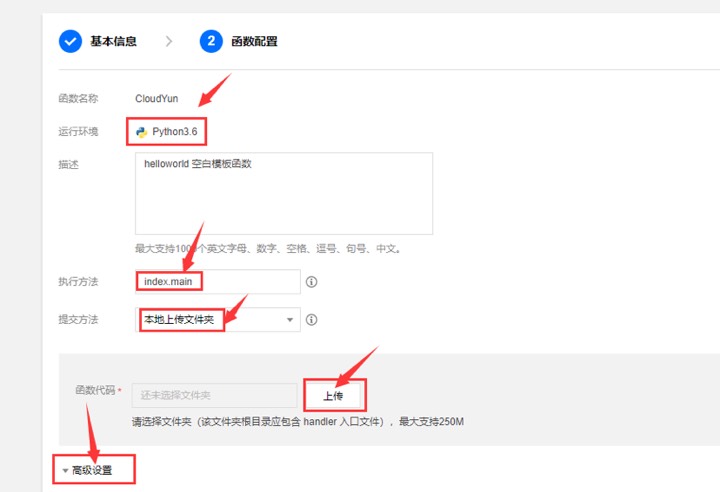 基本信息
2 函数配置
函数名称 CloudYun
运行环境 Python3.6
描述 helloworld 空白模板函数
最大支持1000个英文字母、数字、空格、逗号、句号、中文。
执行方法 index.main
提交方法 本地上传文件夹
函数代码 * 还未选择文件夹 上传
请选择文件夹（该文件夹根目录应包含 handler 入口文件），最大支持250M
高级设置